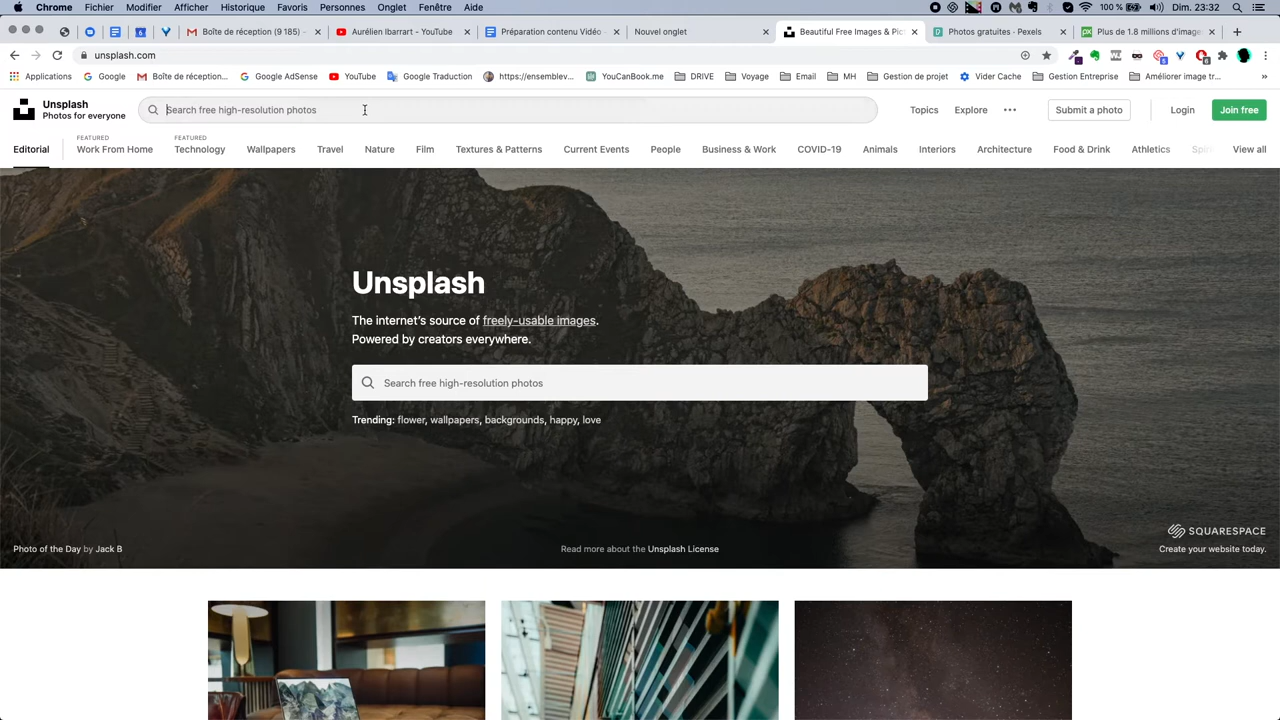 Chrome Fichier Modifier Afficher Historique Favoris Personnes Onglet Fenêtre Aide 100 % Dim. 23:32
Boîte de réception (9 185) - Aurélien Ibarrart - YouTube Préparation contenu Vidéo - Nouvel onglet Beautiful Free Images & Pic Photos gratuites · Pexels Plus de 1.8 millions d'images
unsplash.com
Applications Google Boîte de réception... Google AdSense YouTube Google Traduction https://ensemblev... YouCanBook.me DRIVE Voyage Email MH Gestion de projet Vider Cache Gestion Entreprise Améliorer image tr... »
Unsplash
Photos for everyone
Search free high-resolution photos
Topics Explore ••• Submit a photo Login Join free
FEATURED FEATURED
Editorial Work From Home Technology Wallpapers Travel Nature Film Textures & Patterns Current Events People Business & Work COVID-19 Animals Interiors Architecture Food & Drink Athletics View all
Unsplash
The internet's source of freely-usable images.
Powered by creators everywhere.
Search free high-resolution photos
Trending: flower, wallpapers, backgrounds, happy, love
SQUARESPACE
Photo of the Day by Jack B Read more about the Unsplash License Create your website today.